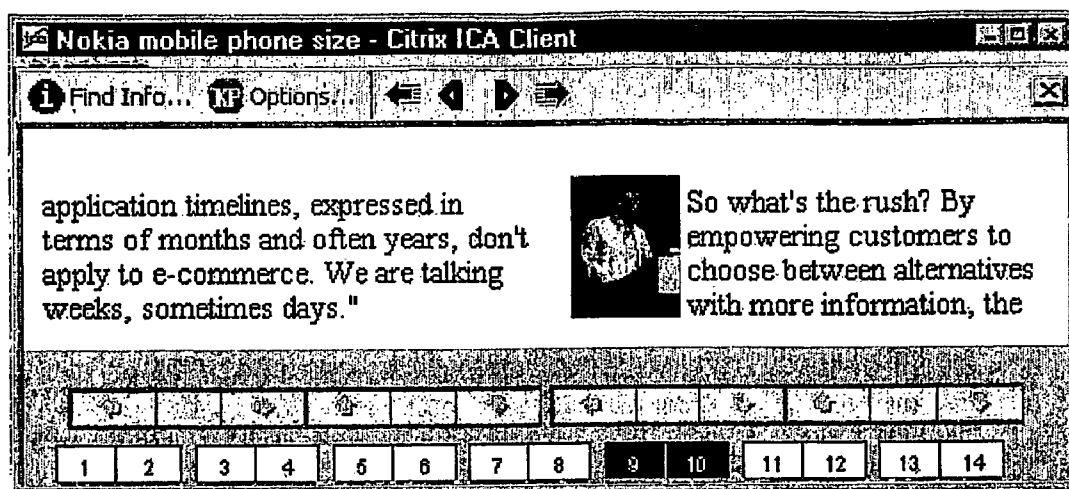 Nokia mobile phone size - Citrix ICA Client
Find Info... KP Options...
application timelines, expressed in
terms of months and often years, don't
apply to e-commerce. We are talking
weeks, sometimes days."
So what's the rush? By
empowering customers to
choose between alternatives
with more information, the
1 2 3 4 5 6 7 8 9 10 11 12 13 14